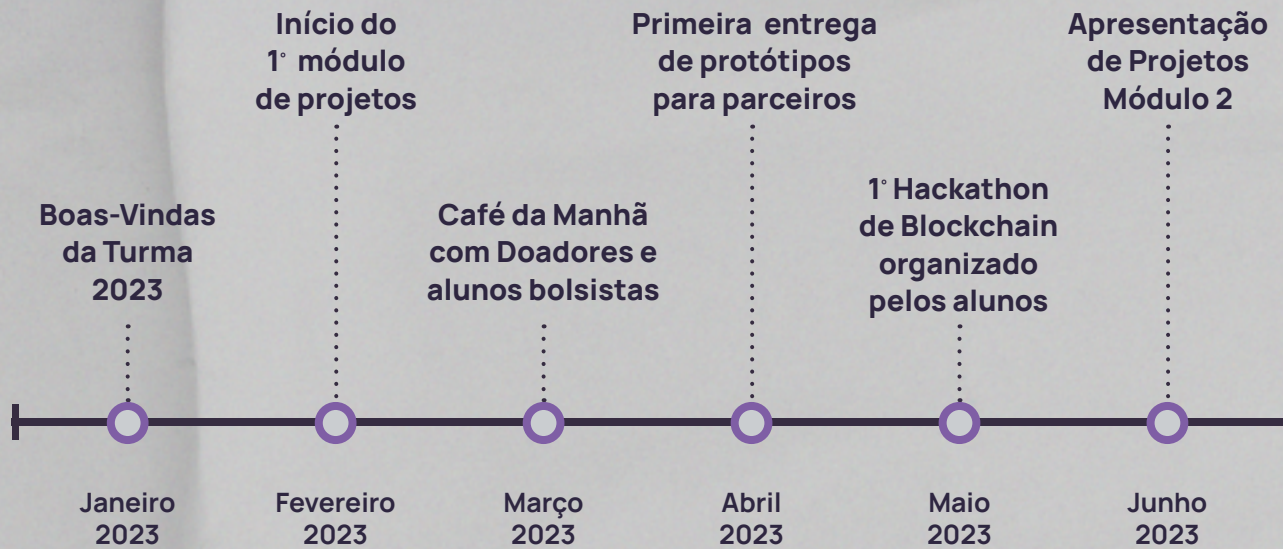 Início do
1° módulo
de projetos
Primeira entrega
de protótipos
para parceiros
Apresentação
de Projetos
Módulo 2
Boas-Vindas
da Turma
2023
Café da Manhã
com Doadores e
alunos bolsistas
1° Hackathon
de Blockchain
organizado
pelos alunos
Janeiro
2023
Fevereiro
2023
Março
2023
Abril
2023
Maio
2023
Junho
2023